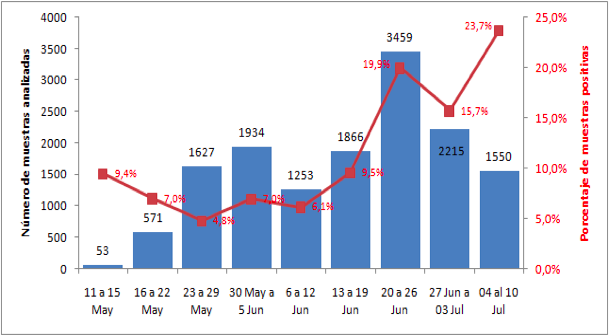 Número de muestras analizadas
4000
3500
3000
2500
2000
1500
1000
500
0
53
571
1627
1934
1253
1866
3459
2215
1550
9,4%
7,0%
4,8%
7,0%
6,1%
9,5%
19,9%
15,7%
23,7%
25,0%
20,0%
15,0%
10,0%
5,0%
0,0%
Porcentaje de muestras positivas
11 a 15
May
16 a 22
May
23 a 29
May
30 May a
5 Jun
6 a 12
Jun
13 a 19
Jun
20 a 26
Jun
27 Jun a
03 Jul
04 al 10
Jul